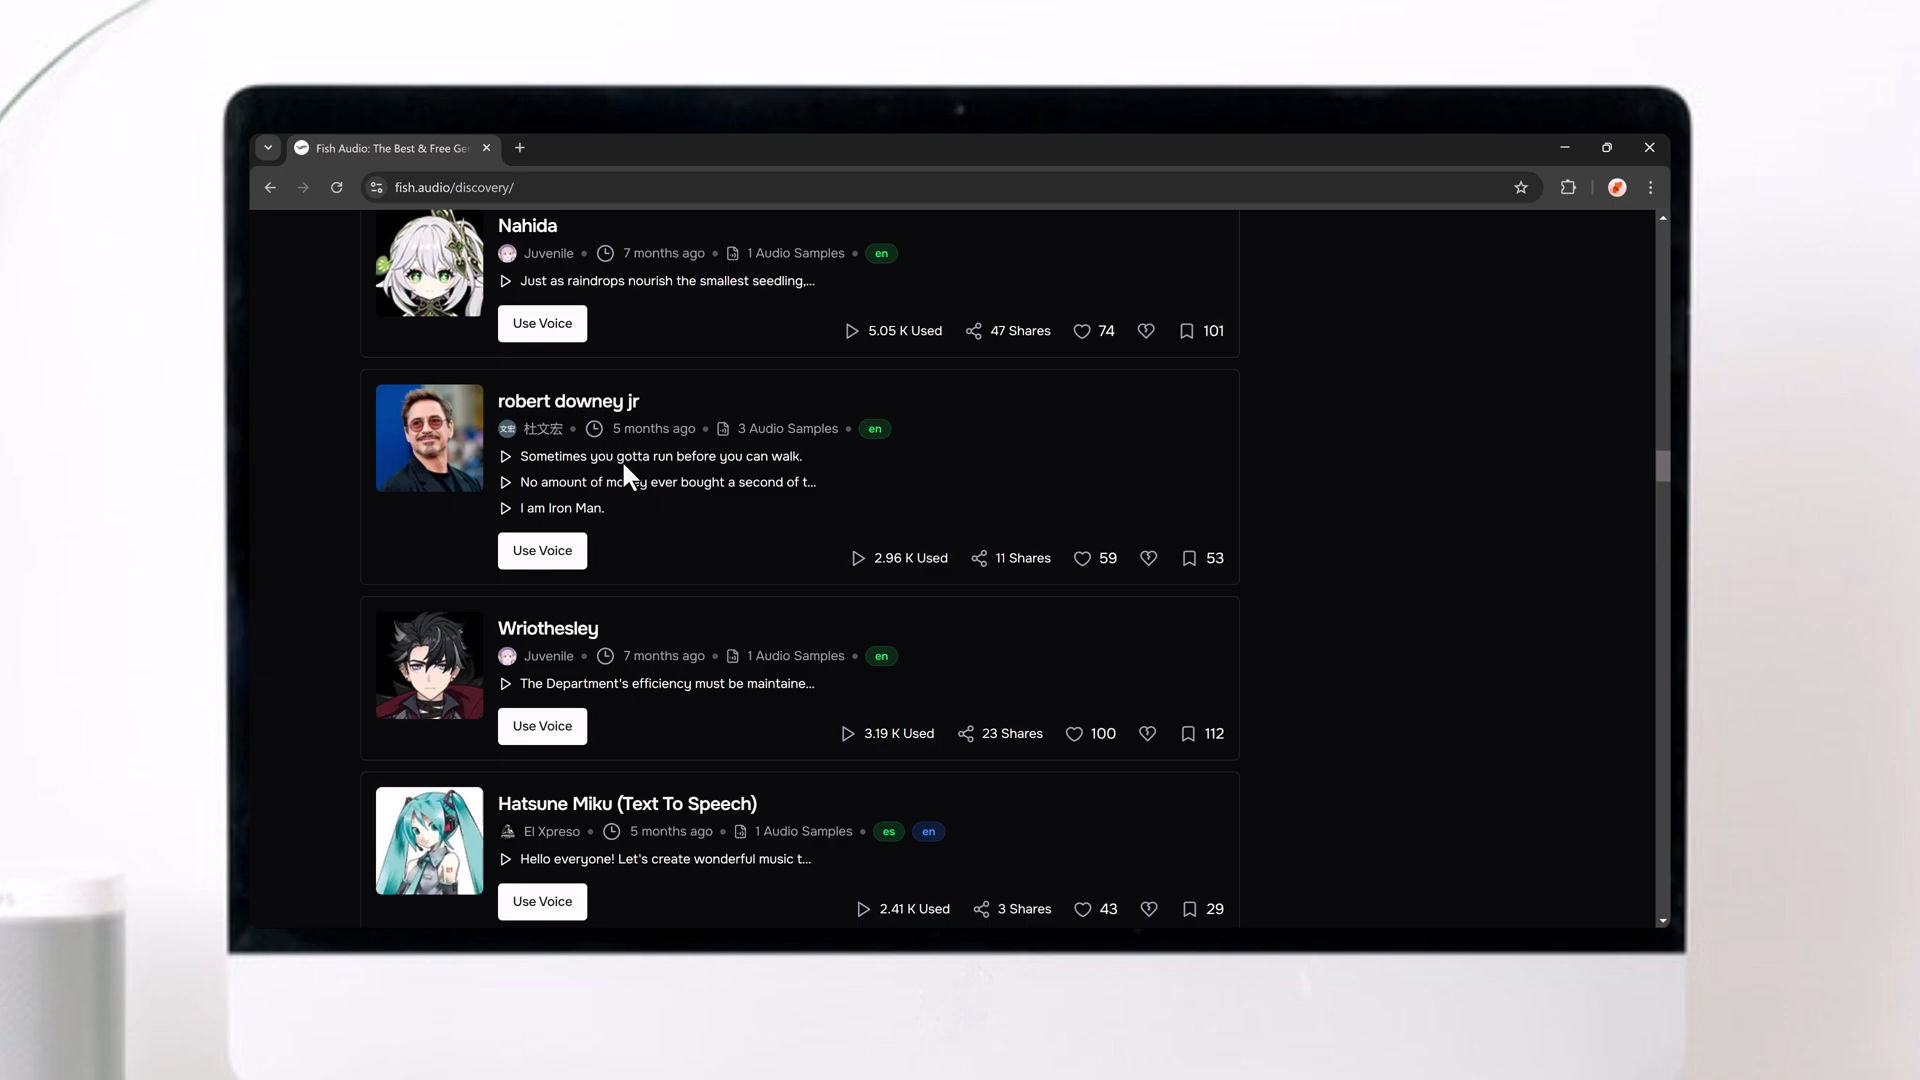 Fish Audio: The Best & Free Ge
fish.audio/discovery/
Nahida
Juvenile • 7 months ago • 1 Audio Samples • en
Just as raindrops nourish the smallest seedling,...
Use Voice
5.05 K Used 47 Shares 74 101
robert downey jr
文宏 杜文宏 • 5 months ago • 3 Audio Samples • en
Sometimes you gotta run before you can walk.
No amount of money ever bought a second of t...
I am Iron Man.
Use Voice
2.96 K Used 11 Shares 59 53
Wriothesley
Juvenile • 7 months ago • 1 Audio Samples • en
The Department's efficiency must be maintaine...
Use Voice
3.19 K Used 23 Shares 100 112
Hatsune Miku (Text To Speech)
El Xpreso • 5 months ago • 1 Audio Samples • es en
Hello everyone! Let's create wonderful music t...
Use Voice
2.41 K Used 3 Shares 43 29